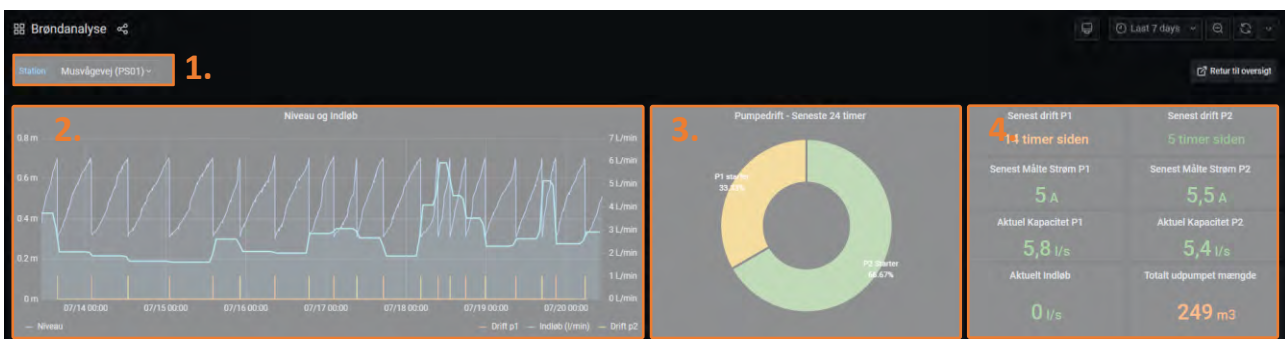 Brøndanalyse
Last 7 days
Station Musvågevej (PS01)
1.
Retur til oversigt
2.
Niveau og Indløb
0.8 m
0.6 m
0.4 m
0.2 m
0 m
7 L/min
6 L/min
5 L/min
4 L/min
3 L/min
2 L/min
1 L/min
0 L/min
07/14 00:00 07/15 00:00 07/16 00:00 07/17 00:00 07/18 00:00 07/19 00:00 07/20 00:00
Niveau
Drift p1 Indløb (l/min) Drift p2
3.
Pumpedrift - Seneste 24 timer
P1 starter
33.33%
P2 Starter
66.67%
4.
Senest drift P1 Senest drift P2
14 timer siden 5 timer siden
Senest Målte Strøm P1 Senest Målte Strøm P2
5 A 5,5 A
Aktuel Kapacitet P1 Aktuel Kapacitet P2
5,8 l/s 5,4 l/s
Aktuelt Indløb Totalt udpumpet mængde
0 l/s 249 m3